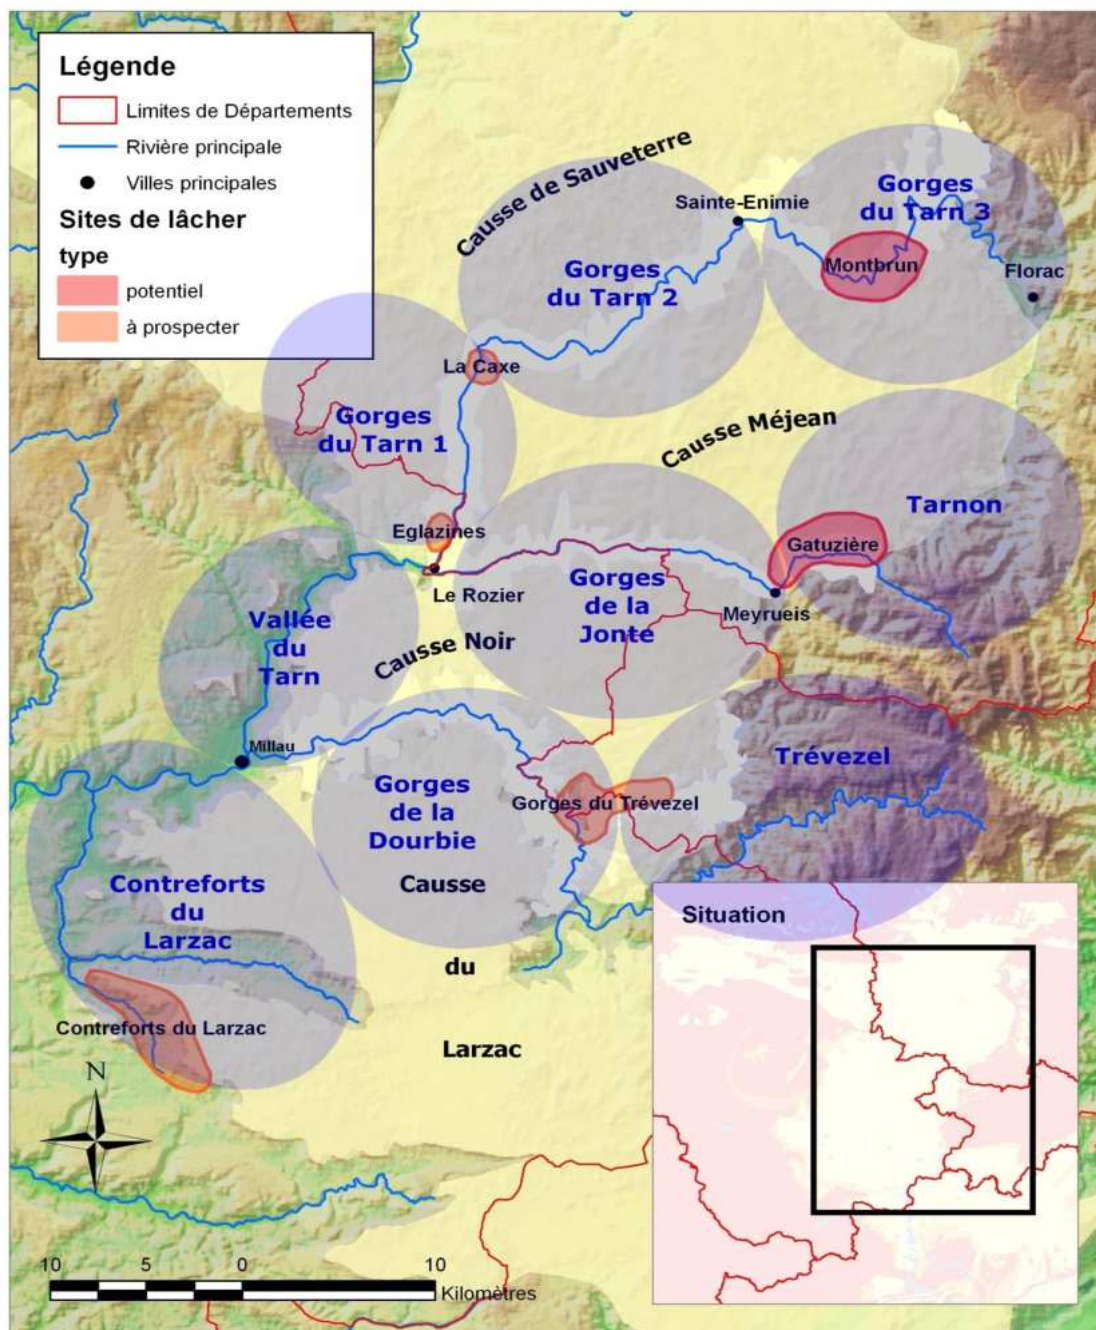 Légende
Limites de Départements
Rivière principale
Villes principales
Sites de lâcher
type
potentiel
à prospecter
Causse de Sauveterre
Sainte-Enimie
Gorges
du Tarn 3
Montbrun
Florac
Gorges
du Tarn 2
La Caxe
Gorges
du Tarn 1
Causse Méjean
Tarnon
Eglazines
Gatuzière
Le Rozier
Gorges
de la
Jonte
Meyrueis
Vallée
du
Tarn
Causse Noir
Millau
Trévezel
Gorges
de la
Dourbie
Gorges du Trévezel
Contreforts
du
Larzac
Causse
du
Larzac
Contreforts du Larzac
Situation
N
10 5 0 10
Kilomètres